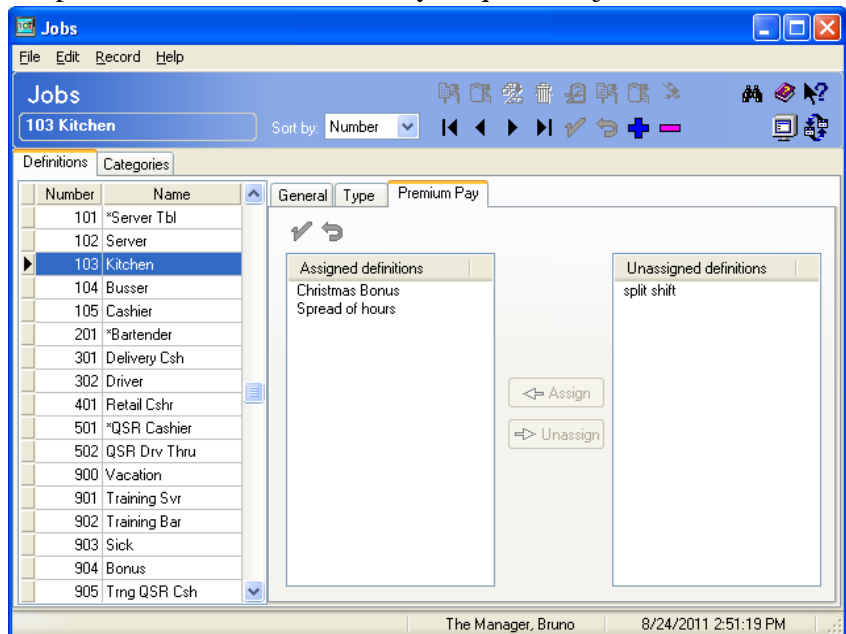 Jobs
File Edit Record Help
Jobs
103 Kitchen
Sort by: Number
Definitions Categories
Number Name
101 *Server Tbl
102 Server
103 Kitchen
104 Busser
105 Cashier
201 *Bartender
301 Delivery Csh
302 Driver
401 Retail Cshr
501 *QSR Cashier
502 QSR Drv Thru
900 Vacation
901 Training Svr
902 Training Bar
903 Sick
904 Bonus
905 Trng QSR Csh
General Type Premium Pay
Assigned definitions
Christmas Bonus
Spread of hours
Assign
Unassign
Unassigned definitions
split shift
The Manager, Bruno 8/24/2011 2:51:19 PM